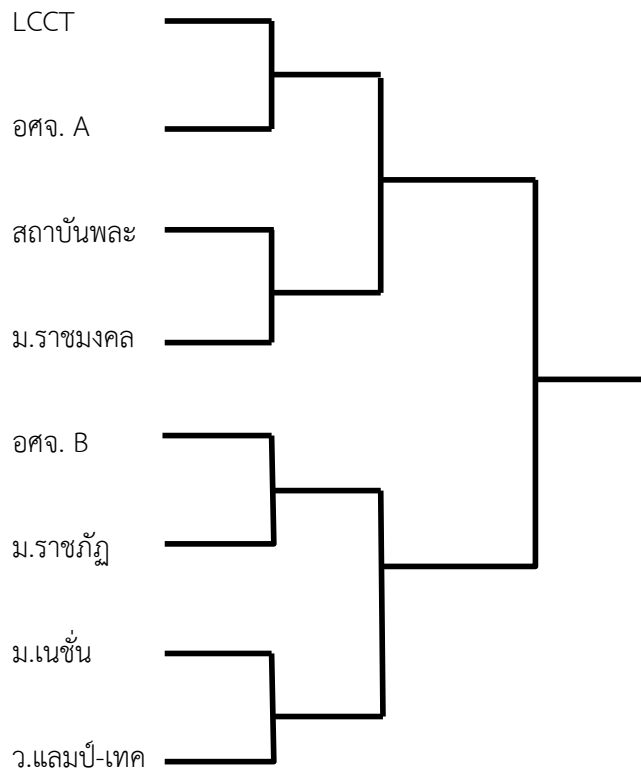 LCCT
อศจ. A
สถาบันพละ
ม.ราชมงคล
อศจ. B
ม.ราชภัฏ
ม.เนชั่น
ว.แลมป์-เทค